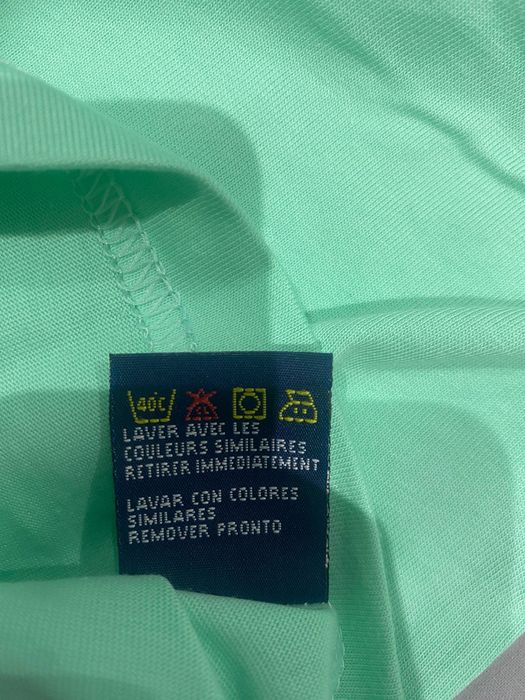 40°C
LAVER AVEC LES
COULEURS SIMILAIRES
RETIRER IMMEDIATEMENT
LAVAR CON COLORES
SIMILARES
REMOVER PRONTO